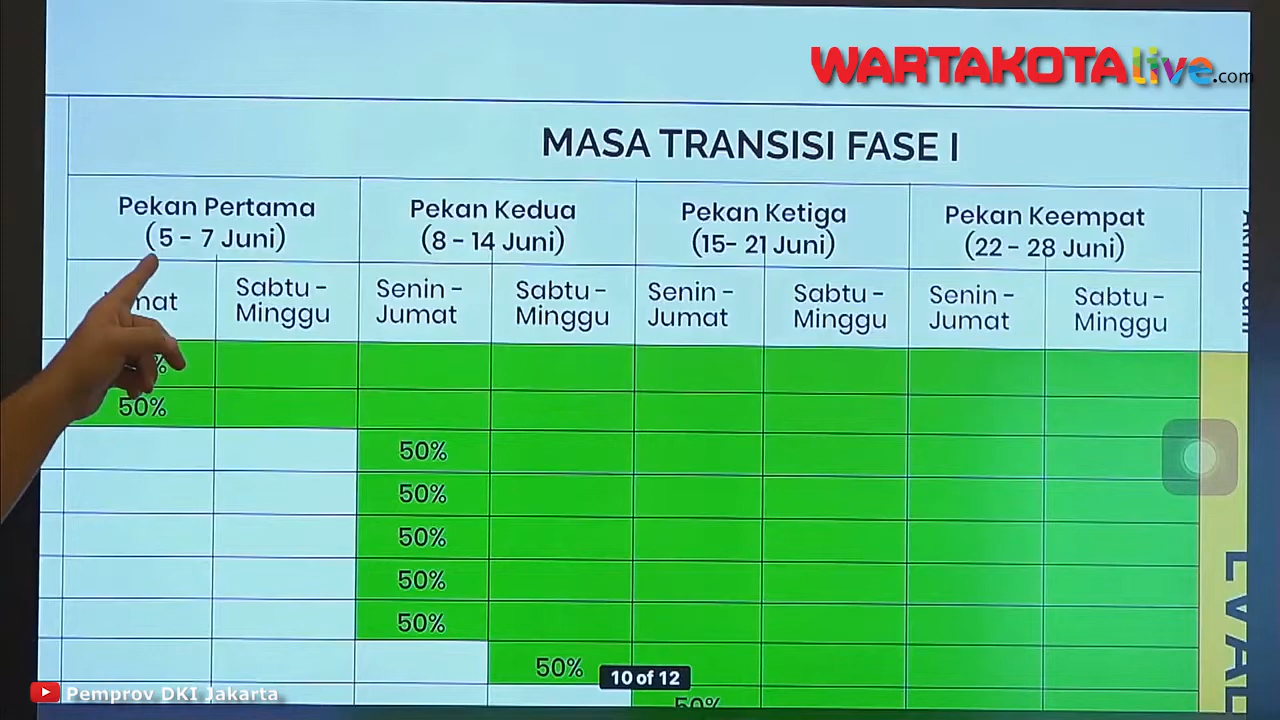 WARTAKOTAlive.com
MASA TRANSISI FASE I
Pekan Pertama
(5 - 7 Juni)
Pekan Kedua
(8 - 14 Juni)
Pekan Ketiga
(15- 21 Juni)
Pekan Keempat
(22 - 28 Juni)
Sabtu -
Minggu
Senin -
Jumat
Sabtu -
Minggu
Senin -
Jumat
Sabtu -
Minggu
Senin -
Jumat
Sabtu -
Minggu
50%
50%
50%
50%
50%
50%
50%
50%
10 of 12
Pemprov DKI Jakarta